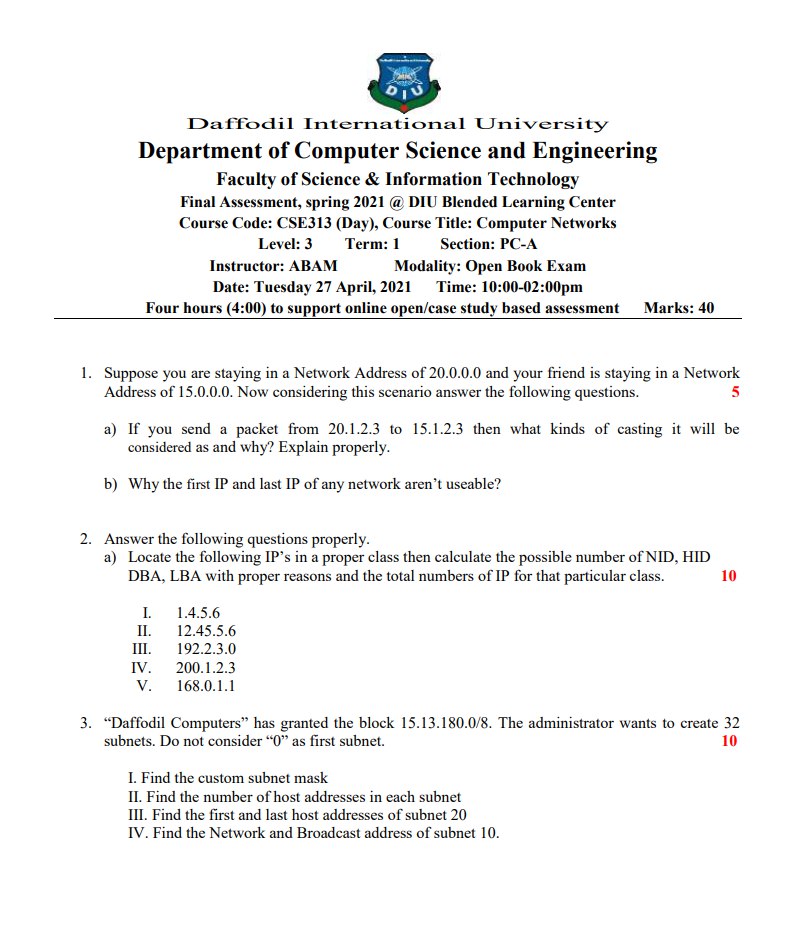 DIU
Daffodil International University
Department of Computer Science and Engineering
Faculty of Science & Information Technology
Final Assessment, spring 2021 @ DIU Blended Learning Center
Course Code: CSE313 (Day), Course Title: Computer Networks
Level: 3 Term: 1 Section: PC-A
Instructor: ABAM Modality: Open Book Exam
Date: Tuesday 27 April, 2021 Time: 10:00-02:00pm
Four hours (4:00) to support online open/case study based assessment Marks: 40
1. Suppose you are staying in a Network Address of 20.0.0.0 and your friend is staying in a Network
Address of 15.0.0.0. Now considering this scenario answer the following questions. 5
a) If you send a packet from 20.1.2.3 to 15.1.2.3 then what kinds of casting it will be
considered as and why? Explain properly.
b) Why the first IP and last IP of any network aren’t useable?
2. Answer the following questions properly.
a) Locate the following IP’s in a proper class then calculate the possible number of NID, HID
DBA, LBA with proper reasons and the total numbers of IP for that particular class. 10
I. 1.4.5.6
II. 12.45.5.6
III. 192.2.3.0
IV. 200.1.2.3
V. 168.0.1.1
3. “Daffodil Computers” has granted the block 15.13.180.0/8. The administrator wants to create 32
subnets. Do not consider “0” as first subnet. 10
I. Find the custom subnet mask
II. Find the number of host addresses in each subnet
III. Find the first and last host addresses of subnet 20
IV. Find the Network and Broadcast address of subnet 10.